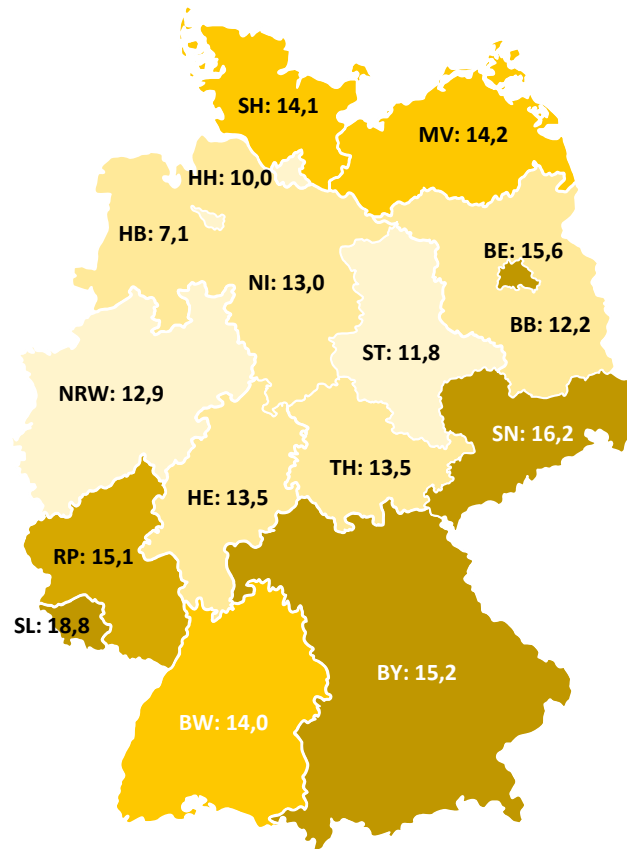 SH: 14,1
MV: 14,2
HH: 10,0
HB: 7,1
BE: 15,6
NI: 13,0
BB: 12,2
ST: 11,8
NRW: 12,9
SN: 16,2
TH: 13,5
HE: 13,5
RP: 15,1
SL: 18,8
BY: 15,2
BW: 14,0